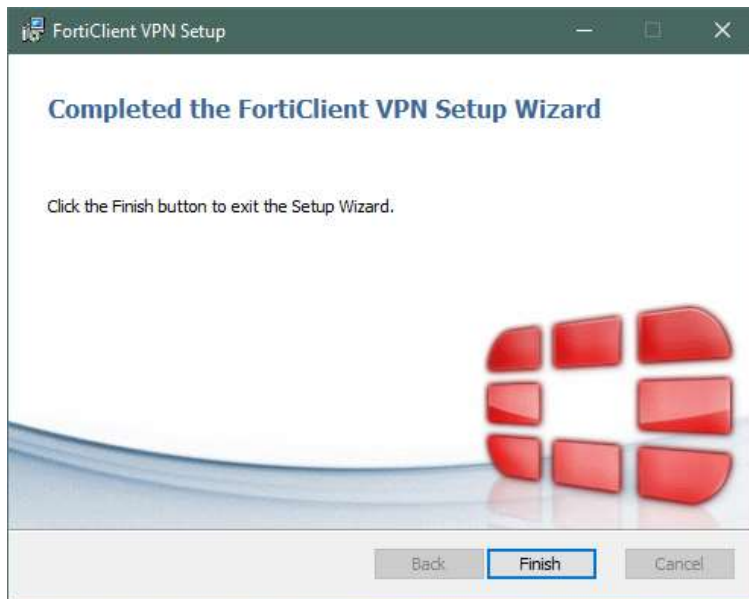 FortiClient VPN Setup
Completed the FortiClient VPN Setup Wizard
Click the Finish button to exit the Setup Wizard.
Back
Finish
Cancel